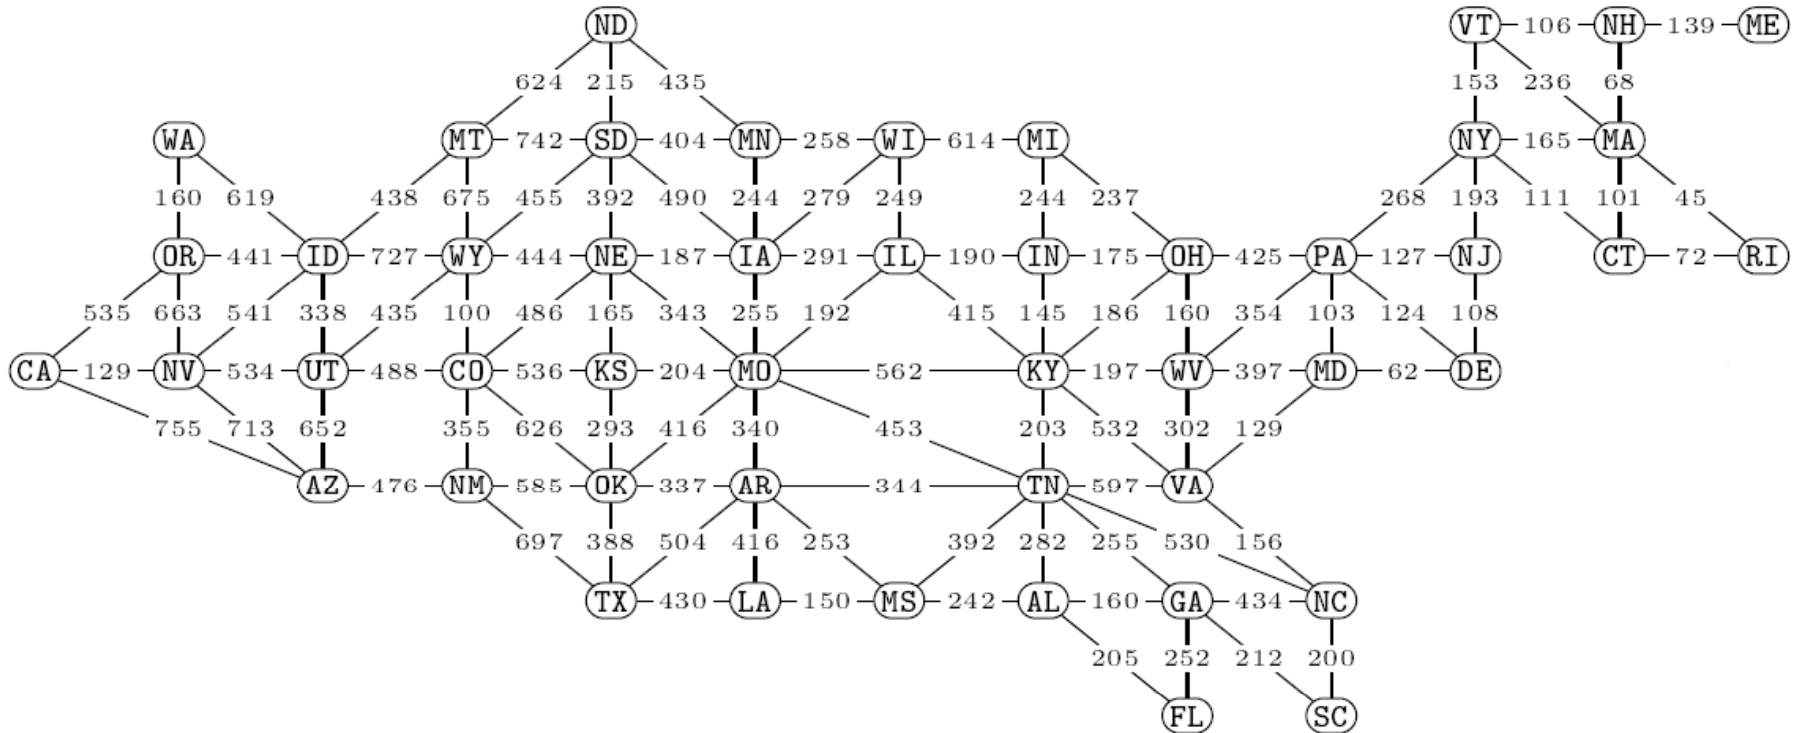 ND VT 106 NH 139 ME
624 215 435 153 236 68
WA MT 742 SD 404 MN 258 WI 614 MI NY 165 MA
160 619 438 675 455 392 490 244 279 249 244 237 268 193 111 101 45
OR 441 ID 727 WY 444 NE 187 IA 291 IL 190 IN 175 OH 425 PA 127 NJ CT 72 RI
535 663 541 338 435 100 486 165 343 255 192 415 145 186 160 354 103 124 108
CA 129 NV 534 UT 488 CO 536 KS 204 MO 562 KY 197 WV 397 MD 62 DE
755 713 652 355 626 293 416 340 453 203 532 302 129
AZ 476 NM 585 OK 337 AR 344 TN 597 VA
697 388 504 416 253 392 282 255 530 156
TX 430 LA 150 MS 242 AL 160 GA 434 NC
205 252 212 200
FL SC